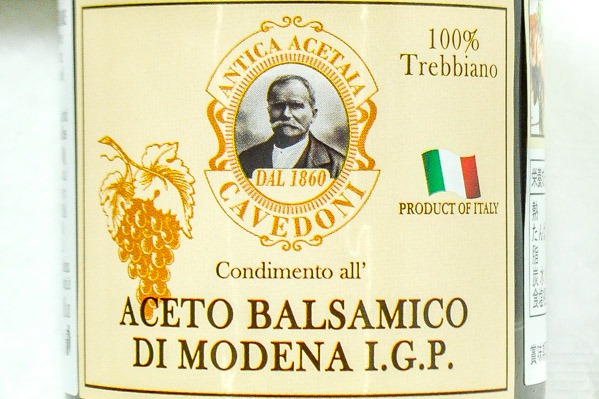 ANTICA ACETAIA
DAL 1860
CAVEDONI
100%
Trebbiano
PRODUCT OF ITALY
Condimento all'
ACETO BALSAMICO
DI MODENA I.G.P.